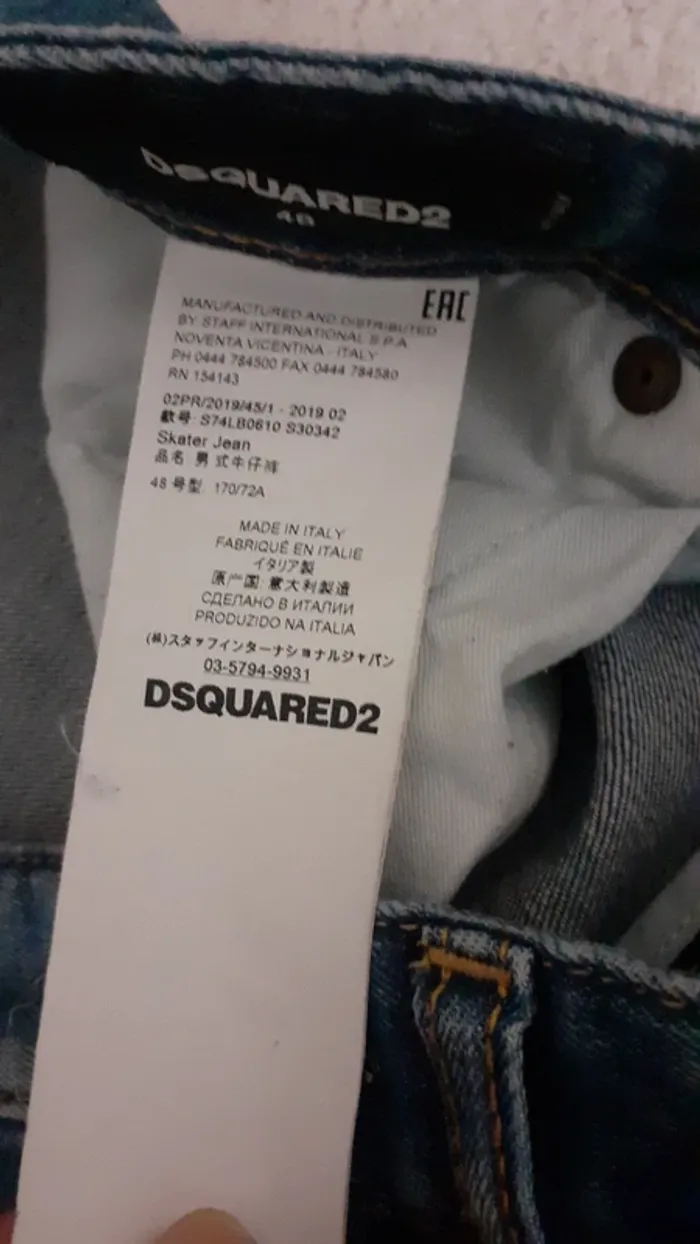 DSQUARED2
48
EAC
MANUFACTURED AND DISTRIBUTED
BY STAFF INTERNATIONAL S.P.A
NOVENTA VICENTINA - ITALY
PH 0444 784500 FAX 0444 784580
RN 154143
02PR/2019/45/1 - 2019 02
款号: S74LB0610 S30342
Skater Jean
品名: 男式牛仔裤
48 号型: 170/72A
MADE IN ITALY
FABRIQUÉ EN ITALIE
イタリア製
原产国: 意大利製造
СДЕЛАНО В ИТАЛИИ
PRODUZIDO NA ITALIA
(株)スタッフインターナショナルジャパン
03-5794-9931
DSQUARED2